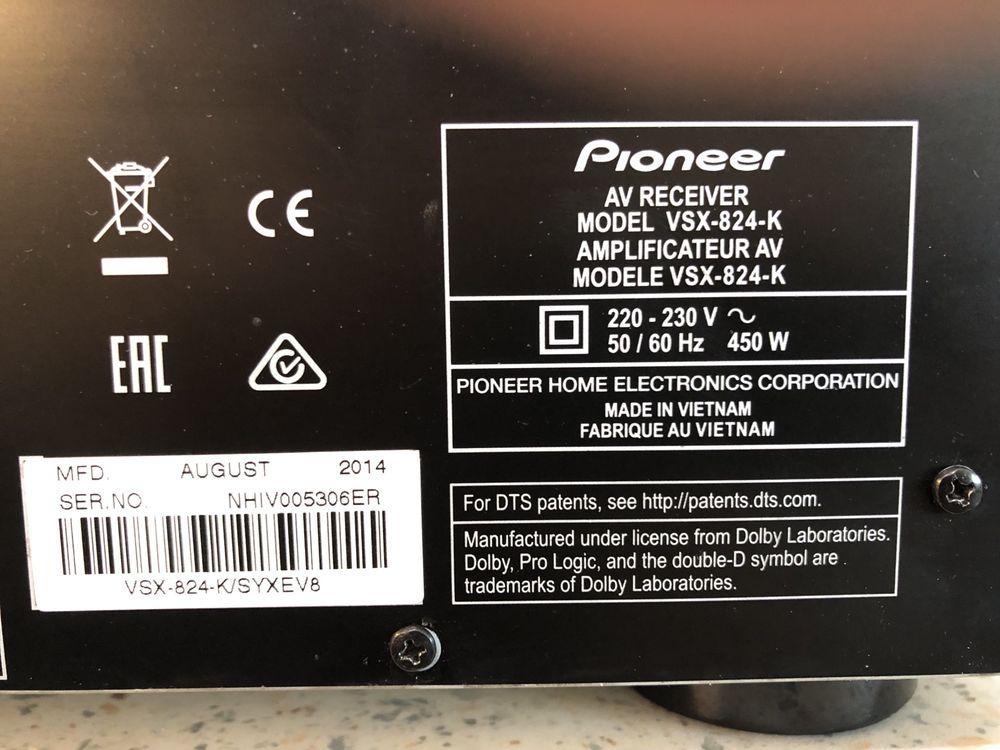 CE
EAC
MFD. AUGUST 2014
SER.NO. NHIV005306ER
VSX-824-K/SYXEV8
Pioneer
AV RECEIVER
MODEL VSX-824-K
AMPLIFICATEUR AV
MODELE VSX-824-K
220 - 230 V ~
50 / 60 Hz 450 W
PIONEER HOME ELECTRONICS CORPORATION
MADE IN VIETNAM
FABRIQUE AU VIETNAM
For DTS patents, see http://patents.dts.com.
Manufactured under license from Dolby Laboratories.
Dolby, Pro Logic, and the double-D symbol are
trademarks of Dolby Laboratories.